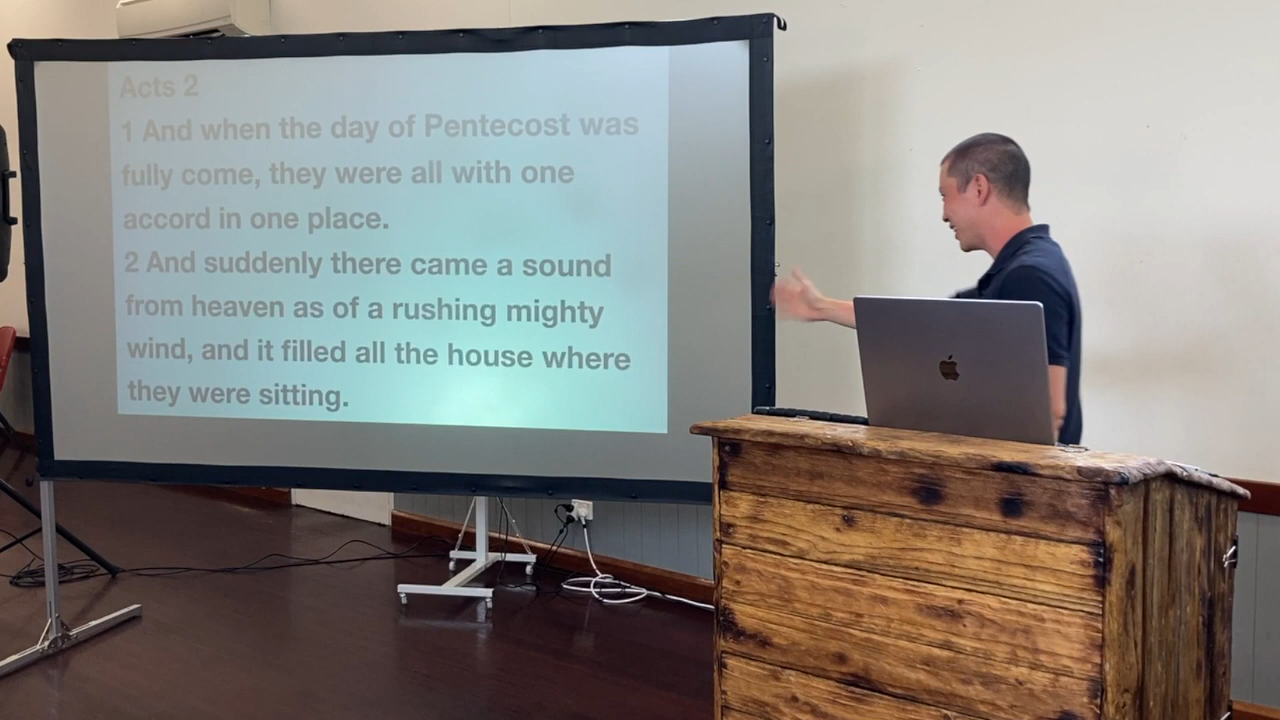 Acts 2
1 And when the day of Pentecost was
fully come, they were all with one
accord in one place.
2 And suddenly there came a sound
from heaven as of a rushing mighty
wind, and it filled all the house where
they were sitting.